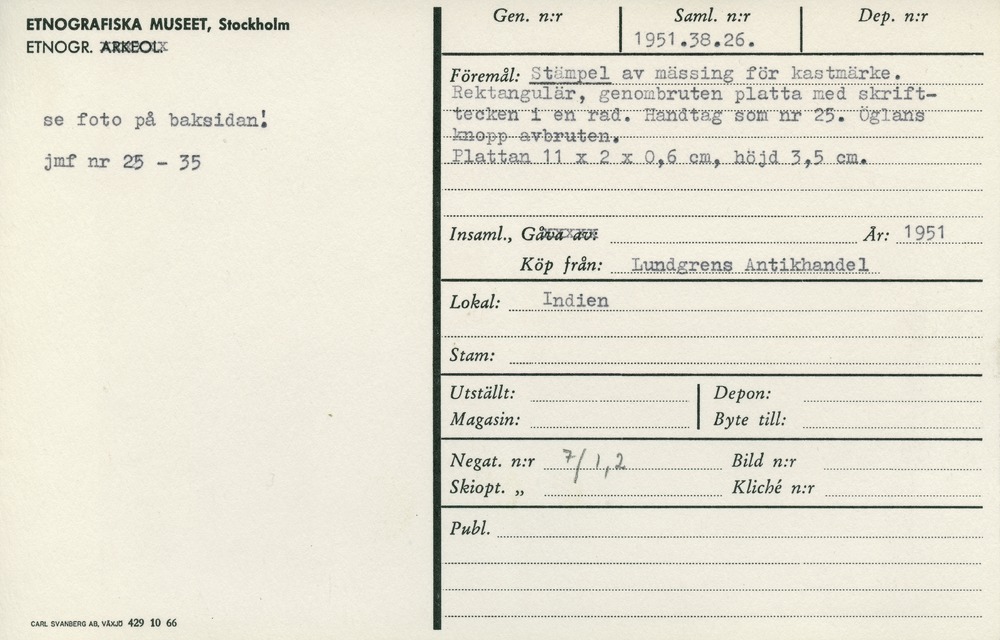 ETNOGRAFISKA MUSEET, Stockholm
ETNOGR. ARKEOL.
se foto på baksidan!
jmf nr 25 - 35
CARL SVANBERG AB, VÄXJÖ 429 10 66
Gen. n:r
Saml. n:r
1951.38.26.
Dep. n:r
Föremål: Stämpel av mässing för kastmärke.
Rektangulär, genombruten platta med skrift-
tecken i en rad. Handtag som nr 25. Öglans
knopp avbruten.
Plattan 11 x 2 x 0,6 cm, höjd 3,5 cm.
Insaml., Gåva av: År: 1951
Köp från: Lundgrens Antikhandel
Lokal: Indien
Stam:
Utställt: Depon:
Magasin: Byte till:
Negat. n:r 7/1,2 Bild n:r
Skiopt. „ Kliché n:r
Publ.